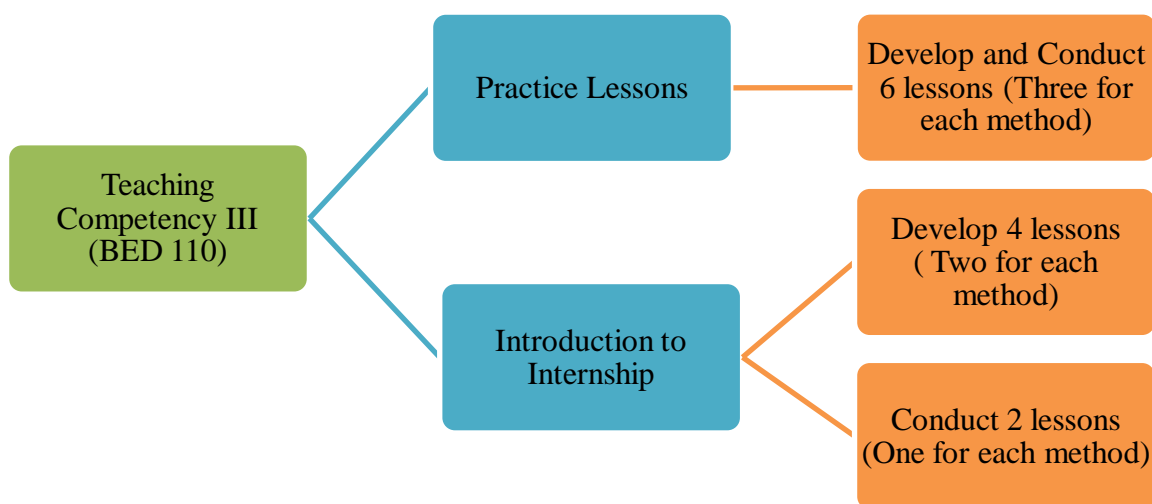 Teaching
Competency III
(BED 110)
Practice Lessons
Develop and Conduct
6 lessons (Three for
each method)
Introduction to
Internship
Develop 4 lessons
( Two for each
method)
Conduct 2 lessons
(One for each method)